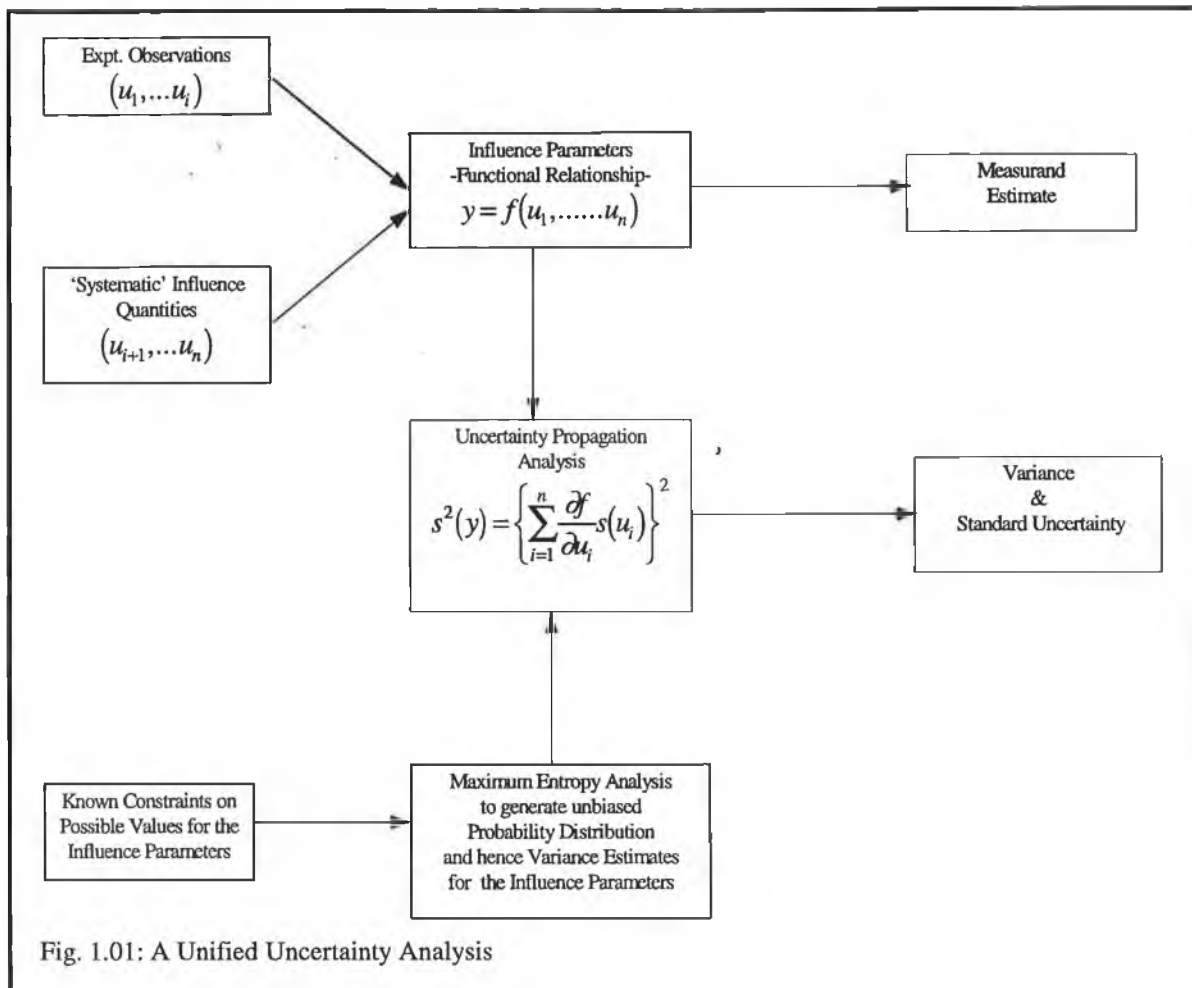 Expt. Observations
(u₁,...uᵢ)
Influence Parameters
-Functional Relationship-
y = f(u₁,......uₙ)
Measurand
Estimate
'Systematic' Influence
Quantities
(uᵢ₊₁,...uₙ)
Uncertainty Propagation
Analysis
s²(y) = {∑ᵢ₌₁ⁿ ∂f/∂uᵢ s(uᵢ)}²
Variance
&
Standard Uncertainty
Known Constraints on
Possible Values for the
Influence Parameters
Maximum Entropy Analysis
to generate unbiased
Probability Distribution
and hence Variance Estimates
for the Influence Parameters
Fig. 1.01: A Unified Uncertainty Analysis